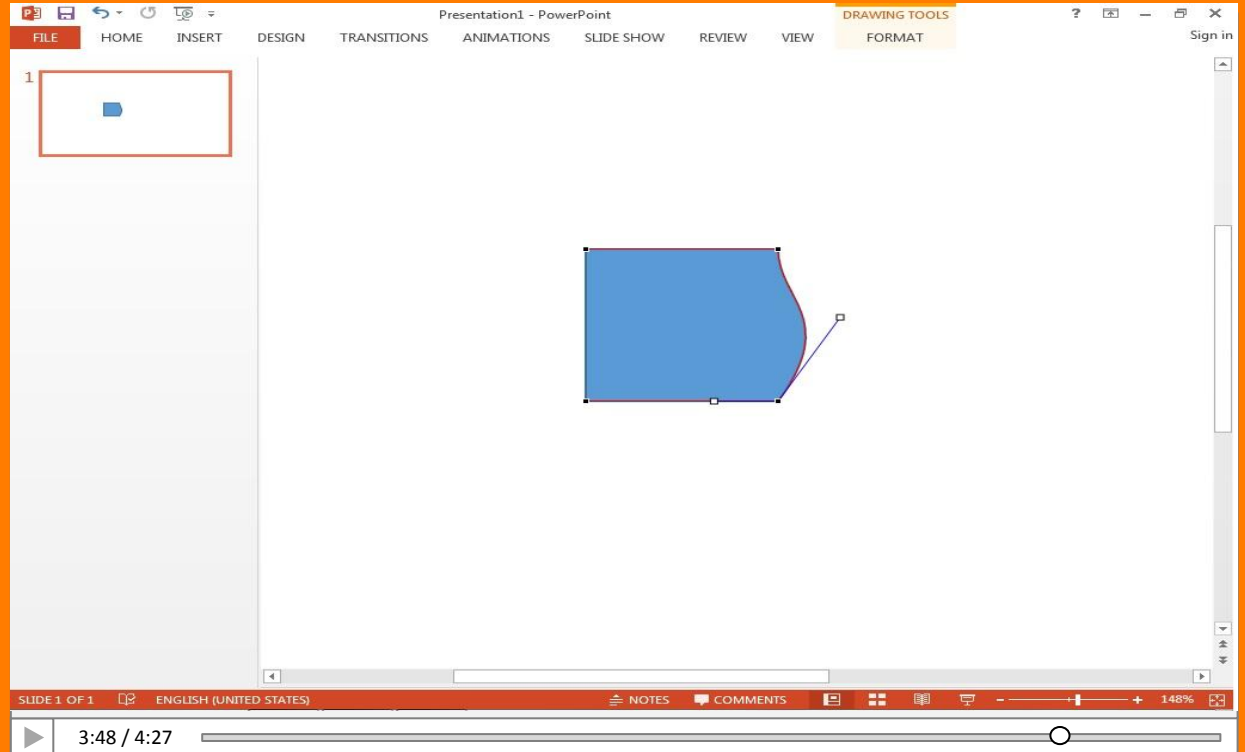 Presentation1 - PowerPoint
DRAWING TOOLS
?
FILE HOME INSERT DESIGN TRANSITIONS ANIMATIONS SLIDE SHOW REVIEW VIEW FORMAT Sign in
1
SLIDE 1 OF 1 ENGLISH (UNITED STATES) NOTES COMMENTS 148%
3:48 / 4:27